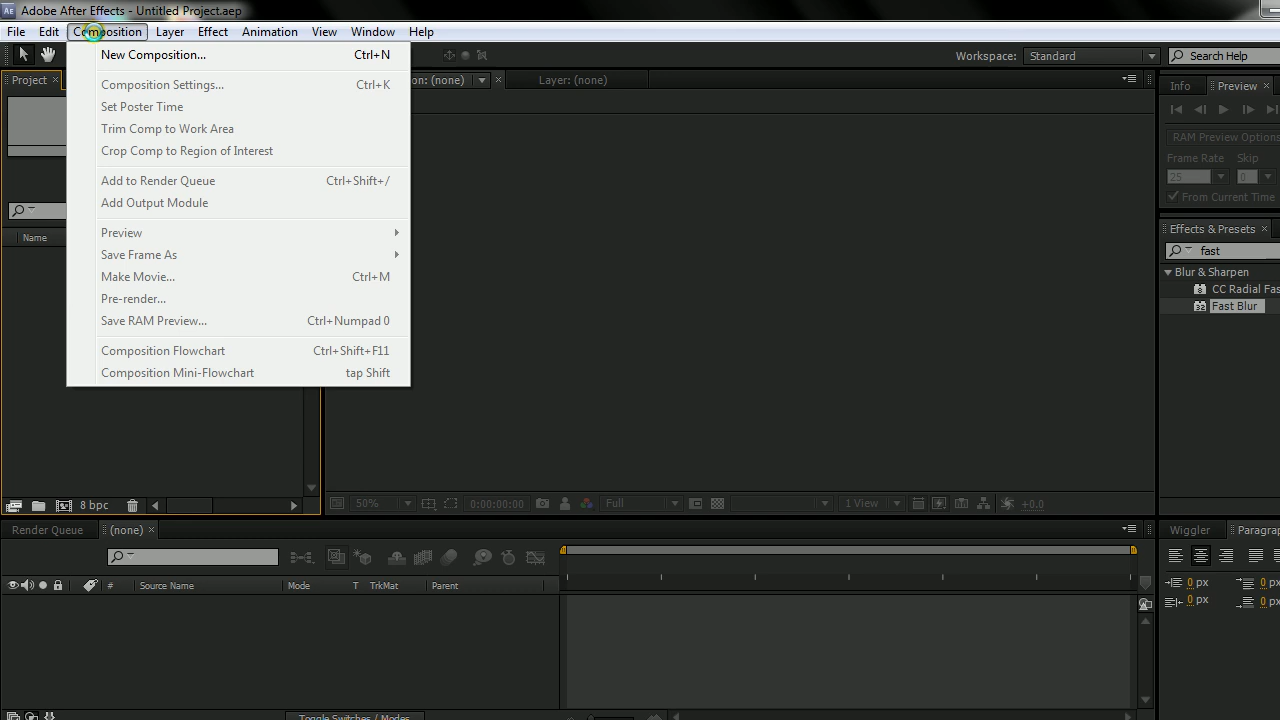 Adobe After Effects - Untitled Project.aep
File Edit Composition Layer Effect Animation View Window Help
Workspace: Standard Search Help
New Composition... Ctrl+N
Composition Settings... Ctrl+K
Set Poster Time
Trim Comp to Work Area
Crop Comp to Region of Interest
Add to Render Queue Ctrl+Shift+/
Add Output Module
Preview
Save Frame As
Make Movie... Ctrl+M
Pre-render...
Save RAM Preview... Ctrl+Numpad 0
Composition Flowchart Ctrl+Shift+F11
Composition Mini-Flowchart tap Shift
Project
Name
8 bpc
on: (none) Layer: (none)
50% 0:00:00:00 Full 1 View +0.0
Info Preview
RAM Preview Options
Frame Rate Skip
25 0
From Current Time
Effects & Presets
fast
Blur & Sharpen
CC Radial Fas
Fast Blur
Render Queue (none)
# Source Name Mode T TrkMat Parent
Toggle Switches / Modes
Wiggler Paragrap
0 px 0 px
0 px 0 px